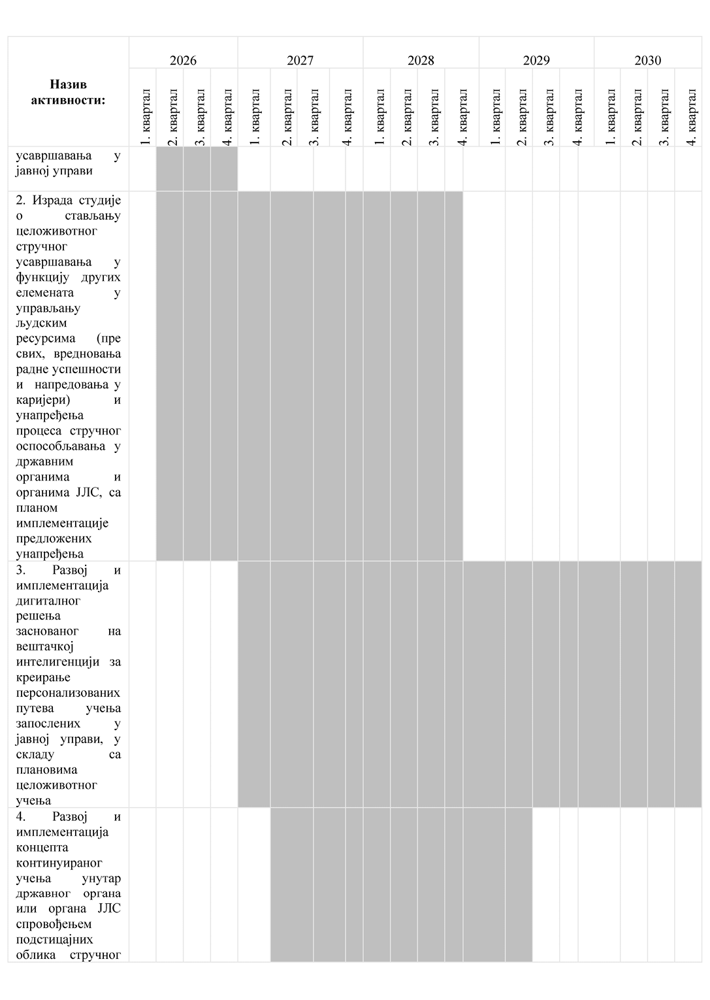 Назив
активности:
2026
2027
2028
2029
2030
1. квартал
2. квартал
3. квартал
4. квартал
1. квартал
2. квартал
3. квартал
4. квартал
1. квартал
2. квартал
3. квартал
4. квартал
1. квартал
2. квартал
3. квартал
4. квартал
1. квартал
2. квартал
3. квартал
4. квартал
усавршавања у
јавној управи
2. Израда студије
о стављању
целоживотног
стручног
усавршавања у
функцију других
елемената у
управљању
људским
ресурсима (пре
свих, вредновања
радне успешности
и напредовања у
каријери) и
унапређења
процеса стручног
оспособљавања у
државним
органима и
органима ЈЛС, са
планом
имплементације
предложених
унапређења
3. Развој и
имплементација
дигиталног
решења
заснованог на
вештачкој
интелигенцији за
креирање
персонализованих
путева учења
запослених у
јавној управи, у
складу са
плановима
целоживотног
учења
4. Развој и
имплементација
концепта
континуираног
учења унутар
државног органа
или органа ЈЛС
спровођењем
подстицајних
облика стручног